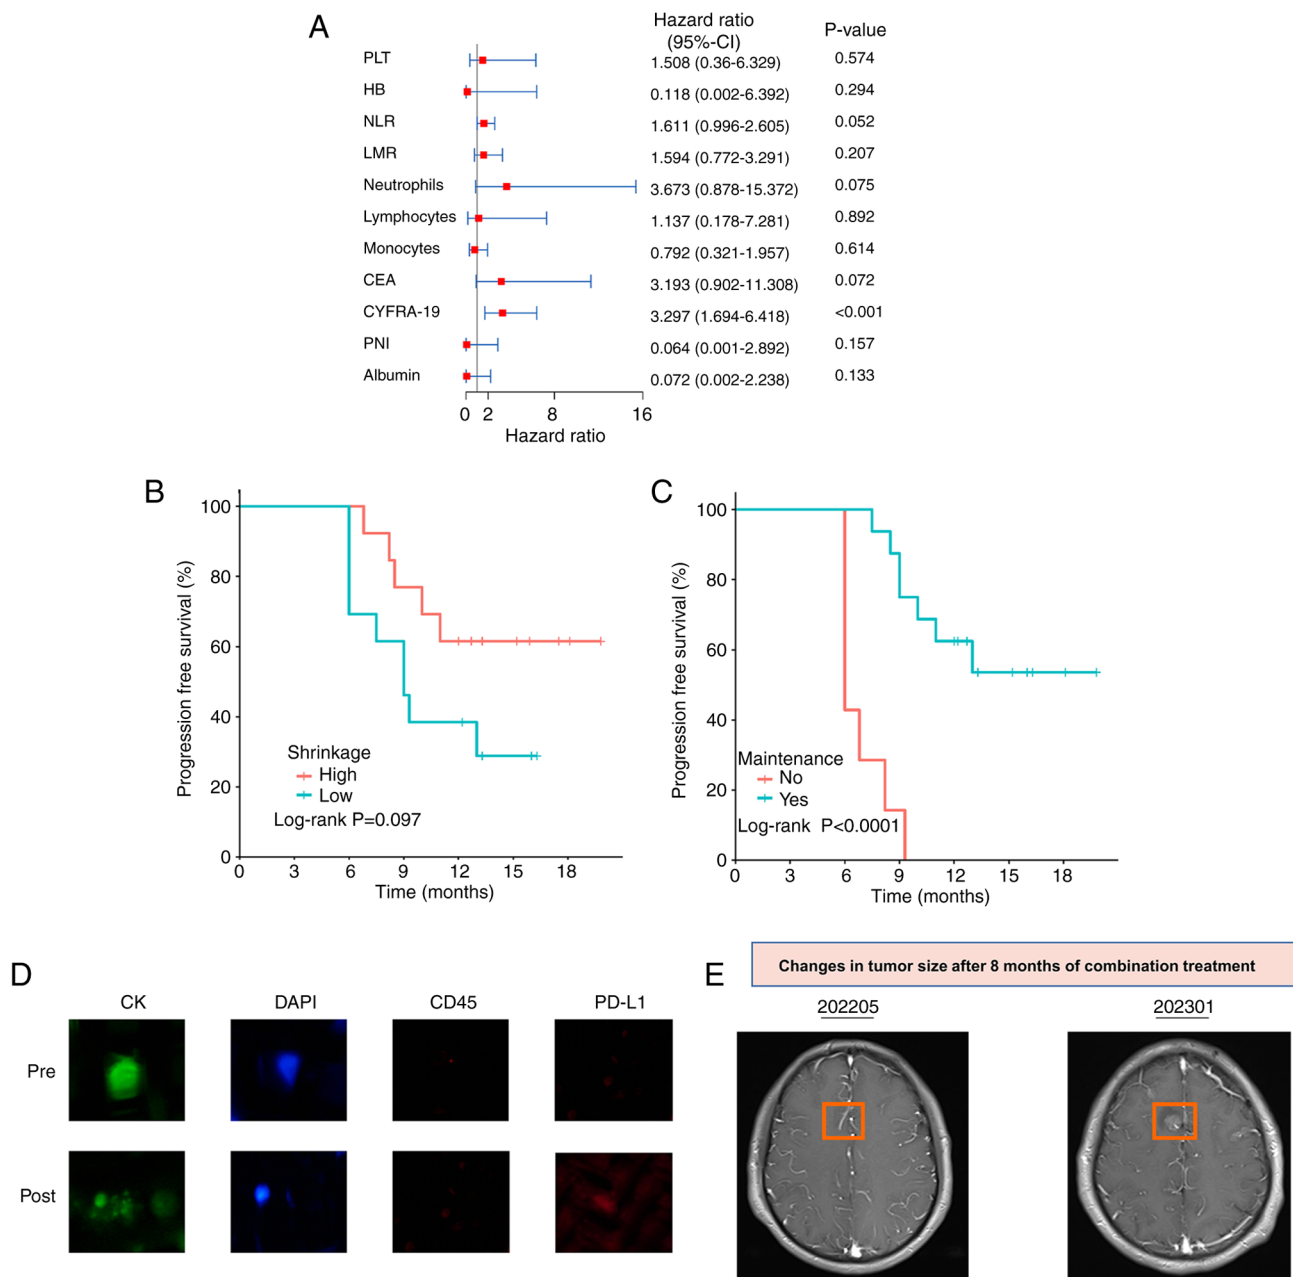 A
Hazard ratio
(95%-CI)
P-value
PLT 1.508 (0.36-6.329) 0.574
HB 0.118 (0.002-6.392) 0.294
NLR 1.611 (0.996-2.605) 0.052
LMR 1.594 (0.772-3.291) 0.207
Neutrophils 3.673 (0.878-15.372) 0.075
Lymphocytes 1.137 (0.178-7.281) 0.892
Monocytes 0.792 (0.321-1.957) 0.614
CEA 3.193 (0.902-11.308) 0.072
CYFRA-19 3.297 (1.694-6.418) <0.001
PNI 0.064 (0.001-2.892) 0.157
Albumin 0.072 (0.002-2.238) 0.133
0 2 8 16
Hazard ratio
B
Progression free survival (%)
100
80
60
40
20
0
Shrinkage
High
Low
Log-rank P=0.097
0 3 6 9 12 15 18
Time (months)
C
Progression free survival (%)
100
80
60
40
20
0
Maintenance
No
Yes
Log-rank P<0.0001
0 3 6 9 12 15 18
Time (months)
D
CK DAPI CD45 PD-L1
Pre
Post
E
Changes in tumor size after 8 months of combination treatment
202205 202301